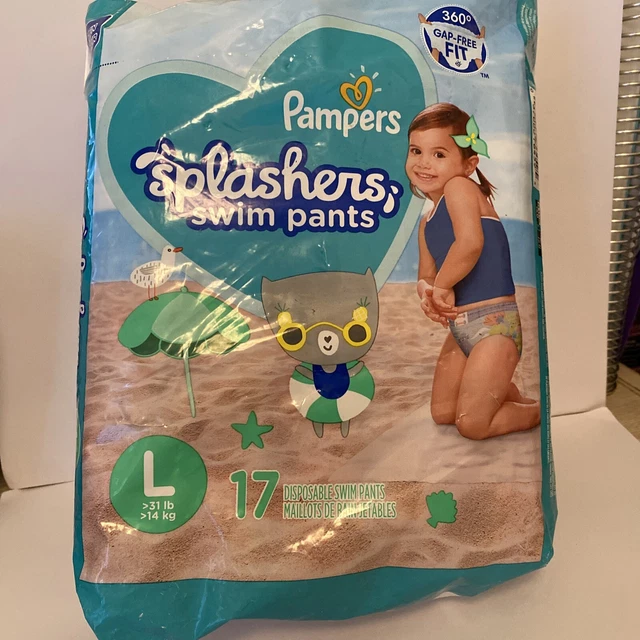 360°
GAP-FREE
FIT
™
Pampers
splashers
swim pants
L
>31 lb
>14 kg
17
DISPOSABLE SWIM PANTS
MAILLOTS DE BAIN JETABLES